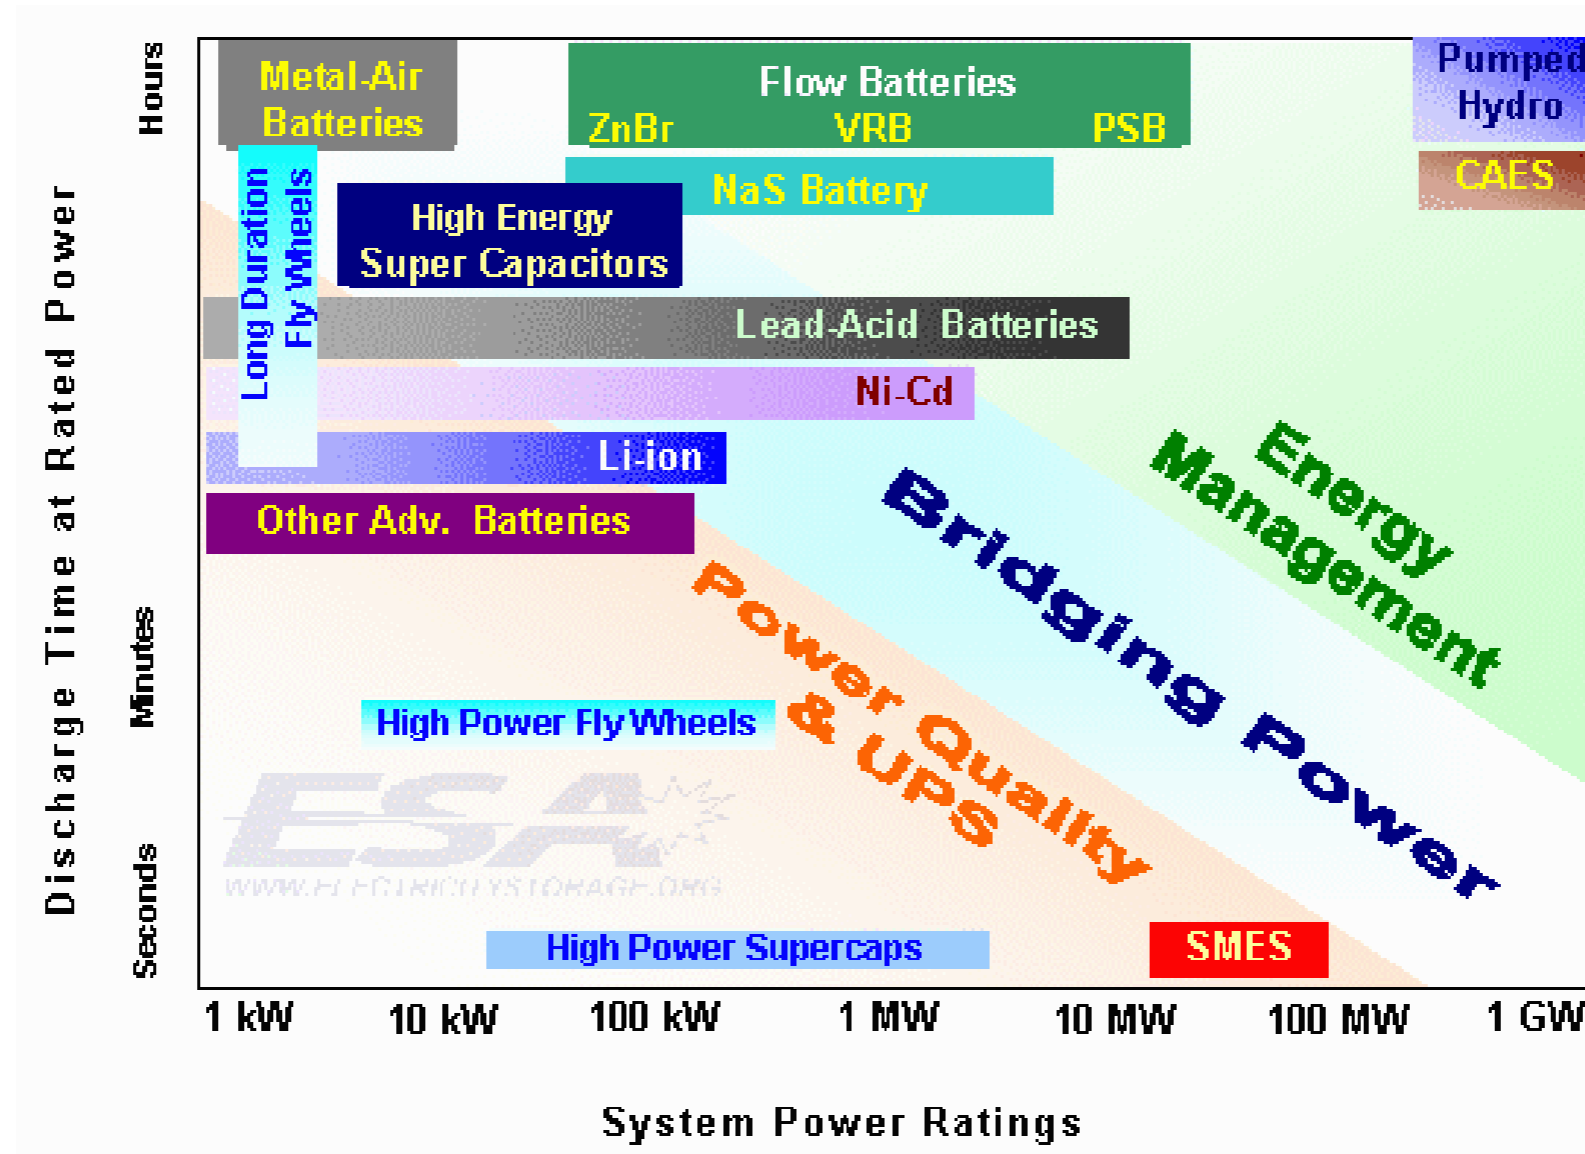 Hours
Metal-Air
Batteries
Flow Batteries
ZnBr VRB PSB
Pumped
Hydro
CAES
NaS Battery
High Energy
Super Capacitors
Long Duration
Fly Wheels
Lead-Acid Batteries
Ni-Cd
Li-ion
Other Adv. Batteries
Energy
Management
Bridging Power
Power Quality
& UPS
Discharge Time at Rated Power
Minutes
High Power Fly Wheels
ESA
WWW.ELECTRICITYSTORAGE.ORG
Seconds
High Power Supercaps
SMES
1 kW 10 kW 100 kW 1 MW 10 MW 100 MW 1 GW
System Power Ratings